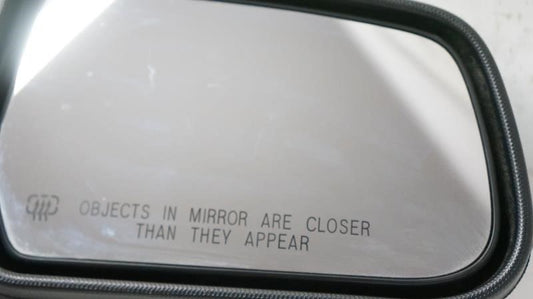 OBJECTS IN MIRROR ARE CLOSER
THAN THEY APPEAR